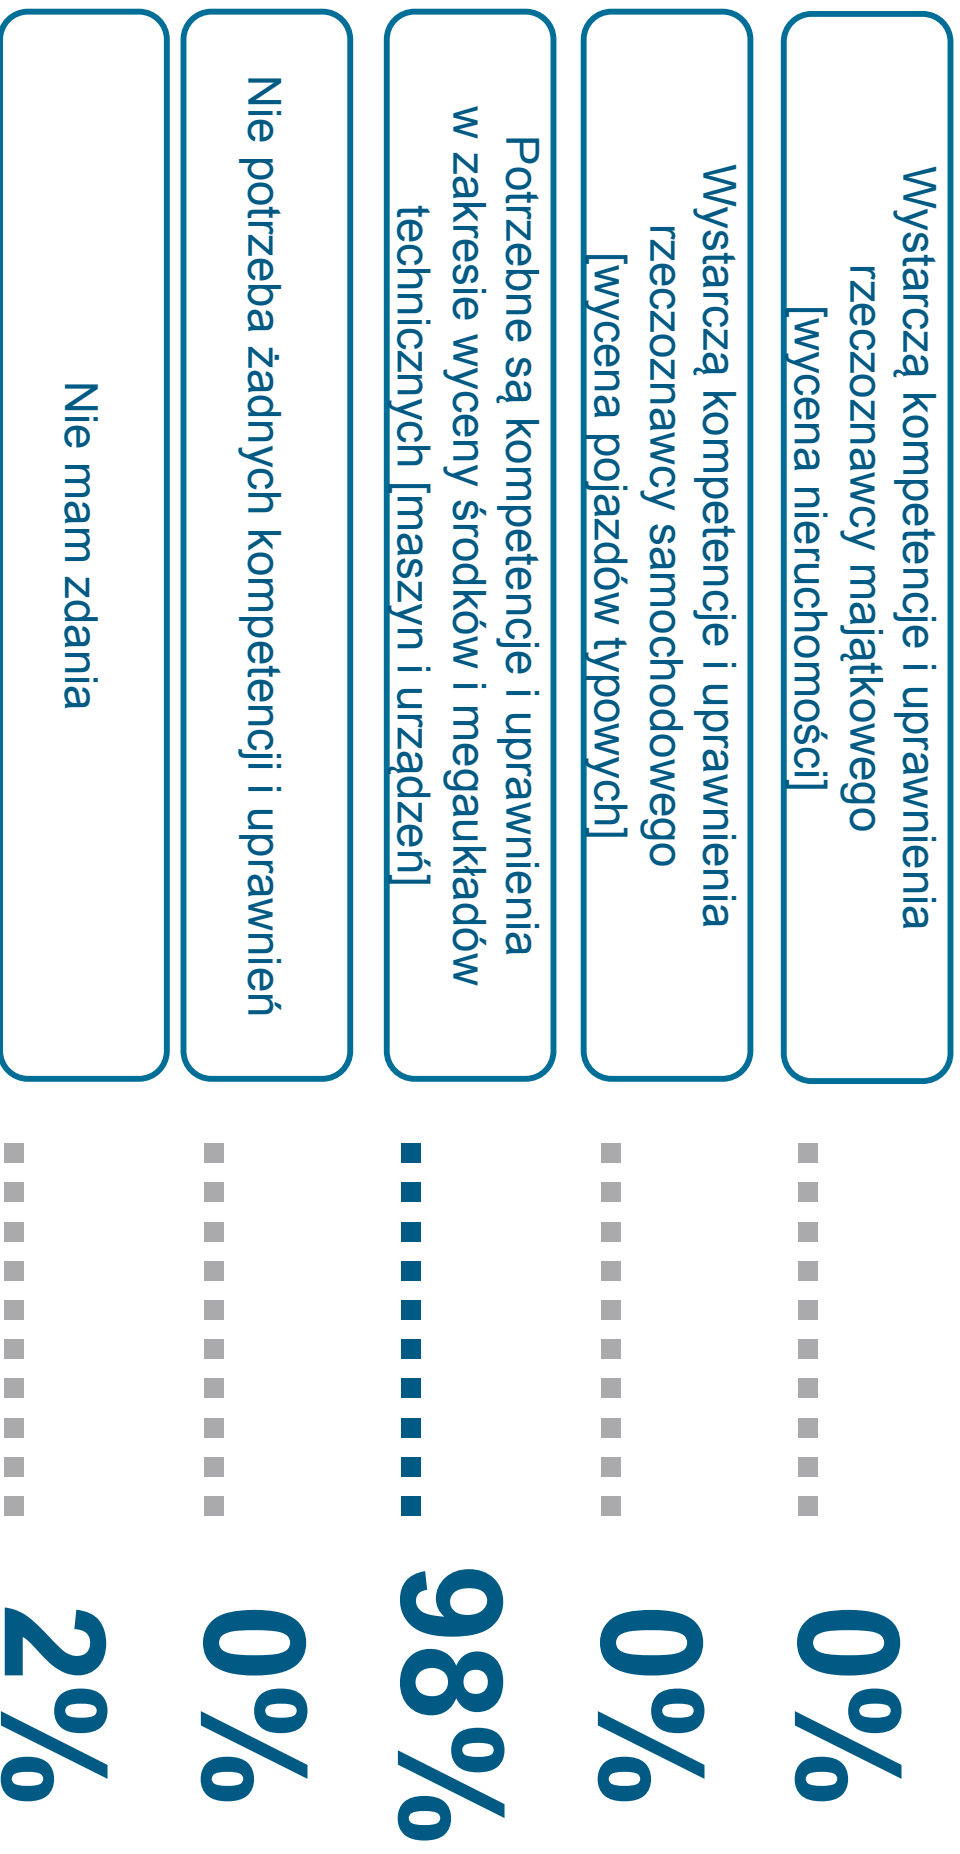 Wystarczą kompetencje i uprawnienia
rzeczoznawcy majątkowego
[wycena nieruchomości]
0%
Wystarczą kompetencje i uprawnienia
rzeczoznawcy samochodowego
[wycena pojazdów typowych]
0%
Potrzebne są kompetencje i uprawnienia
w zakresie wyceny środków i megaukładów
technicznych [maszyn i urządzeń]
98%
Nie potrzeba żadnych kompetencji i uprawnień
0%
Nie mam zdania
2%